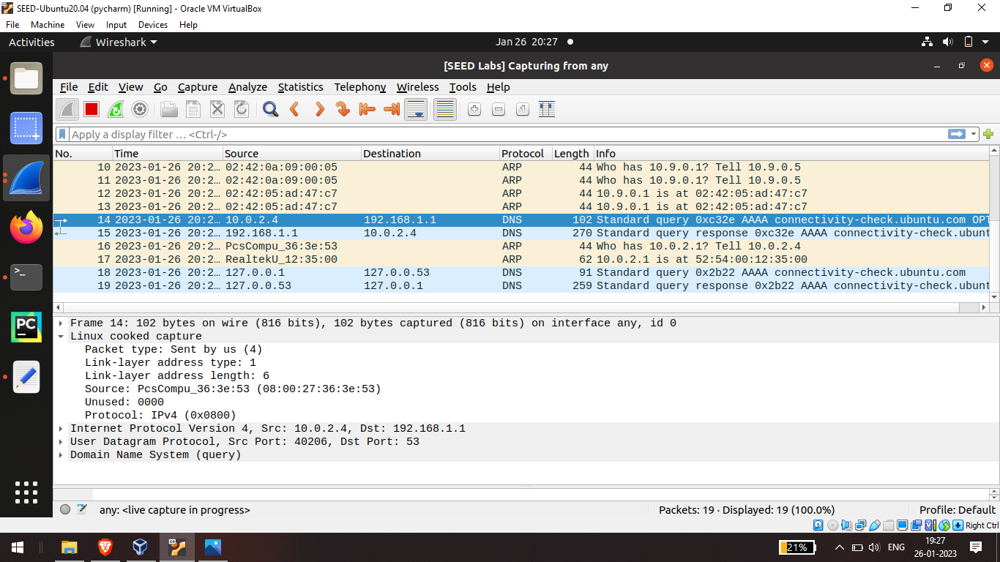 SEED-Ubuntu20.04 (pycharm) [Running] - Oracle VM VirtualBox
File Machine View Input Devices Help
Activities Wireshark Jan 26 20:27
[SEED Labs] Capturing from any
File Edit View Go Capture Analyze Statistics Telephony Wireless Tools Help
Apply a display filter … <Ctrl-/>
No. Time Source Destination Protocol Length Info
10 2023-01-26 20:2… 02:42:0a:09:00:05 ARP 44 Who has 10.9.0.1? Tell 10.9.0.5
11 2023-01-26 20:2… 02:42:0a:09:00:05 ARP 44 Who has 10.9.0.1? Tell 10.9.0.5
12 2023-01-26 20:2… 02:42:05:ad:47:c7 ARP 44 10.9.0.1 is at 02:42:05:ad:47:c7
13 2023-01-26 20:2… 02:42:05:ad:47:c7 ARP 44 10.9.0.1 is at 02:42:05:ad:47:c7
14 2023-01-26 20:2… 10.0.2.4 192.168.1.1 DNS 102 Standard query 0xc32e AAAA connectivity-check.ubuntu.com OPT
15 2023-01-26 20:2… 192.168.1.1 10.0.2.4 DNS 270 Standard query response 0xc32e AAAA connectivity-check.ubunt
16 2023-01-26 20:2… PcsCompu_36:3e:53 ARP 44 Who has 10.0.2.1? Tell 10.0.2.4
17 2023-01-26 20:2… RealtekU_12:35:00 ARP 62 10.0.2.1 is at 52:54:00:12:35:00
18 2023-01-26 20:2… 127.0.0.1 127.0.0.53 DNS 91 Standard query 0x2b22 AAAA connectivity-check.ubuntu.com
19 2023-01-26 20:2… 127.0.0.53 127.0.0.1 DNS 259 Standard query response 0x2b22 AAAA connectivity-check.ubunt
Frame 14: 102 bytes on wire (816 bits), 102 bytes captured (816 bits) on interface any, id 0
Linux cooked capture
Packet type: Sent by us (4)
Link-layer address type: 1
Link-layer address length: 6
Source: PcsCompu_36:3e:53 (08:00:27:36:3e:53)
Unused: 0000
Protocol: IPv4 (0x0800)
Internet Protocol Version 4, Src: 10.0.2.4, Dst: 192.168.1.1
User Datagram Protocol, Src Port: 40206, Dst Port: 53
Domain Name System (query)
>_
PC
any: <live capture in progress> Packets: 19 · Displayed: 19 (100.0%) Profile: Default
Right Ctrl
64
21% ENG 19:27
26-01-2023